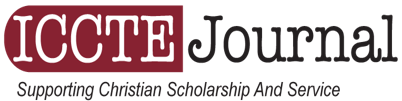 ICCTE Journal
Supporting Christian Scholarship And Service